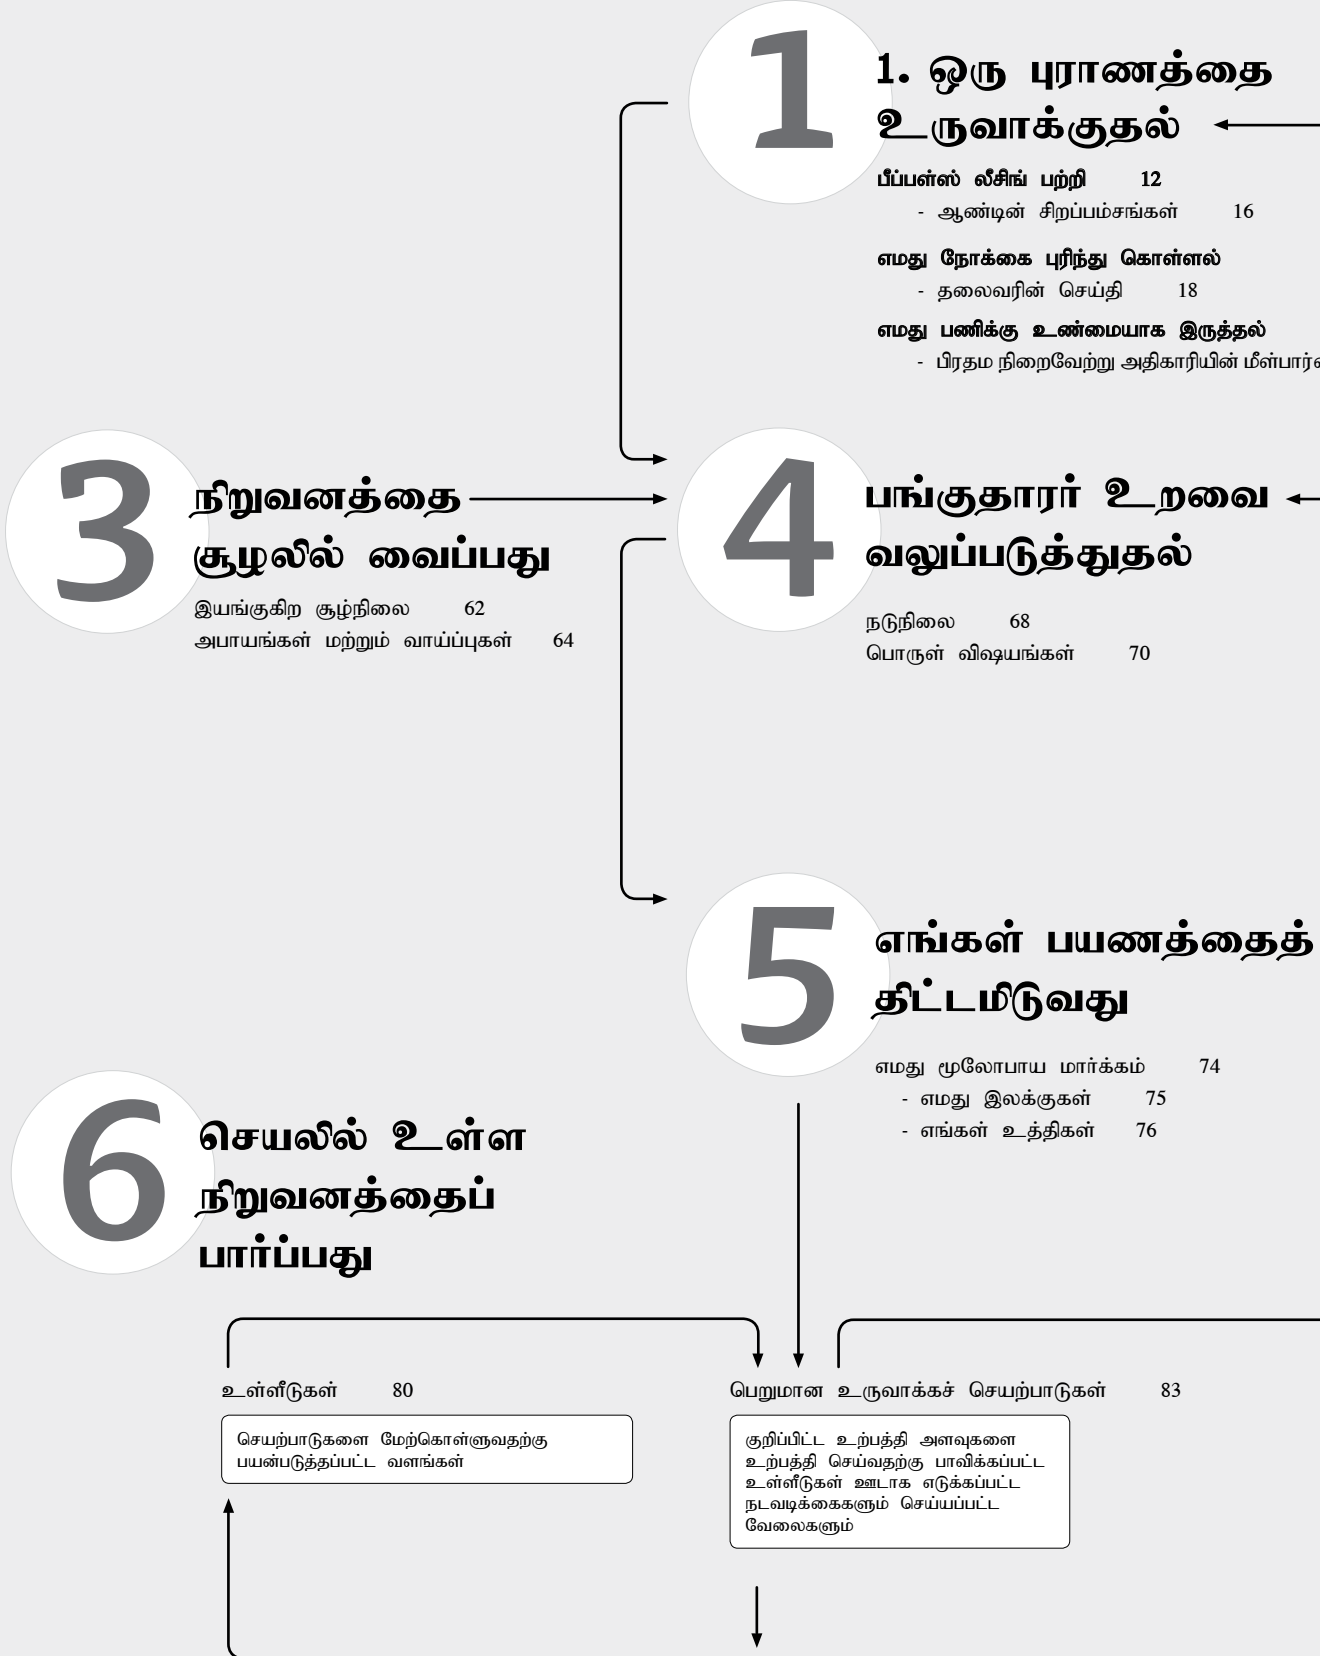 1
1. ஒரு புராணத்தை
உருவாக்குதல்
பீப்பள்ஸ் லீசிங் பற்றி 12
- ஆண்டின் சிறப்பம்சங்கள் 16
எமது நோக்கை புரிந்து கொள்ளல்
- தலைவரின் செய்தி 18
எமது பணிக்கு உண்மையாக இருத்தல்
- பிரதம நிறைவேற்று அதிகாரியின்
3
நிறுவனத்தை
சூழலில் வைப்பது
இயங்குகிற சூழ்நிலை 62
அபாயங்கள் மற்றும் வாய்ப்புகள் 64
4
பங்குதாரர் உறவை
வலுப்படுத்துதல்
நடுநிலை 68
பொருள் விஷயங்கள் 70
5
எங்கள் பயணத்தைத்
திட்டமிடுவது
எமது மூலோபாய மார்க்கம் 74
- எமது இலக்குகள் 75
- எங்கள் உத்திகள் 76
6
செயலில் உள்ள
நிறுவனத்தைப்
பார்ப்பது
உள்ளீடுகள் 80
செயற்பாடுகளை மேற்கொள்ளுவதற்கு
பயன்படுத்தப்பட்ட வளங்கள்
பெறுமான உருவாக்கச் செயற்பாடுகள் 83
குறிப்பிட்ட உற்பத்தி அளவுகளை
உற்பத்தி செய்வதற்கு பாவிக்கப்பட்ட
உள்ளீடுகள் ஊடாக எடுக்கப்பட்ட
நடவடிக்கைகளும் செய்யப்பட்ட
வேலைகளும்